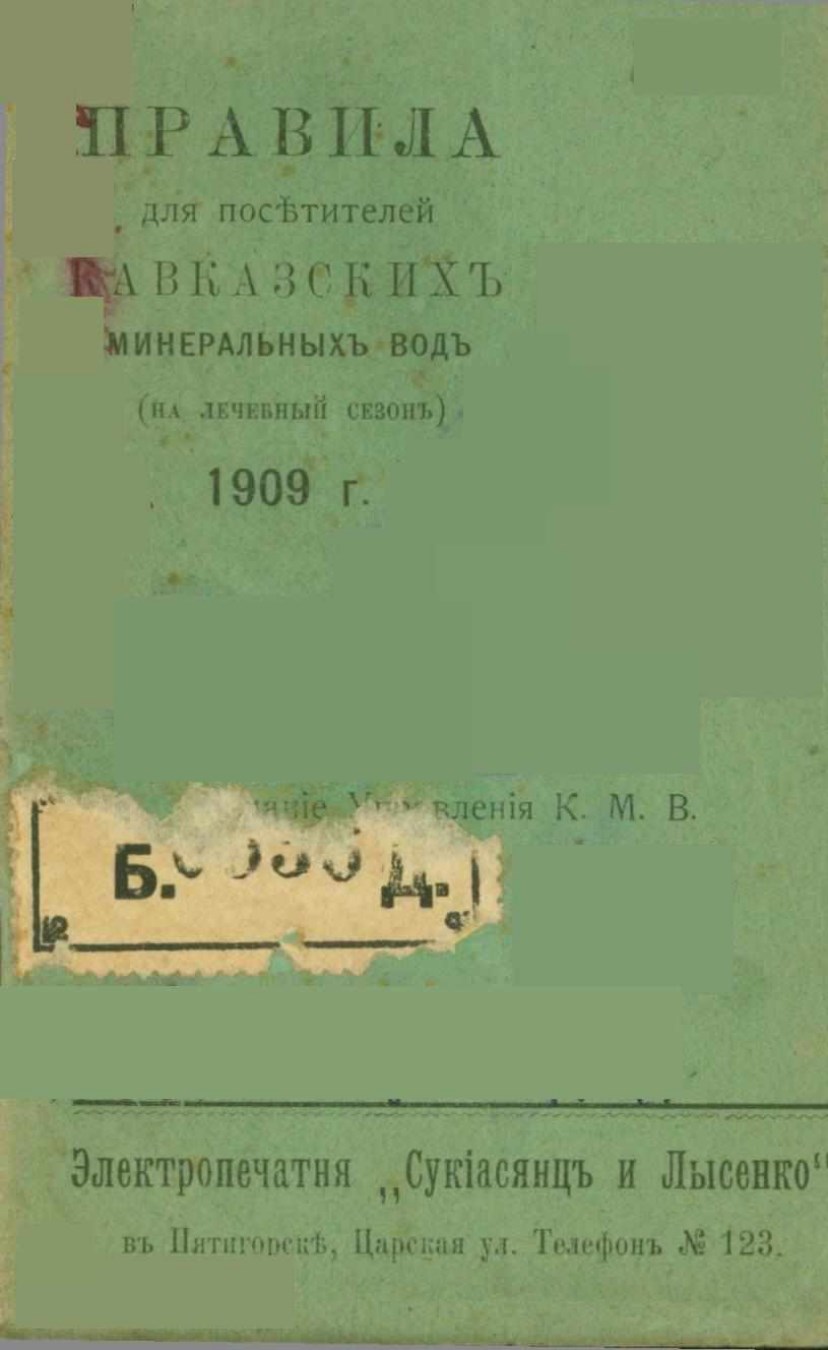 ПРАВИЛА
для посѣтителей
КАВКАЗСКИХЪ
МИНЕРАЛЬНЫХЪ ВОДЪ
(на лечебный сезонъ)
1909 г.
К. М. В.
Б. Д.
Электропечатня „Сукіасянцъ и Лысенко“
въ Пятигорскѣ, Царская ул. Телефонъ № 123.